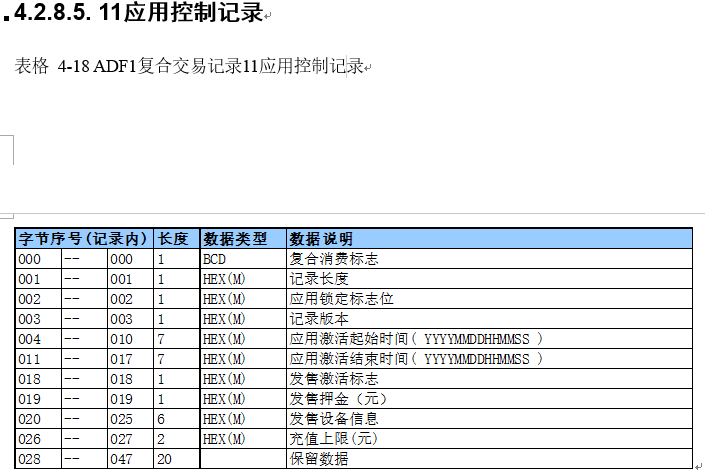 4.2.8.5. 11应用控制记录
表格 4-18 ADF1复合交易记录11应用控制记录
字节序号(记录内) 长度 数据类型 数据说明
000 -- 000 1 BCD 复合消费标志
001 -- 001 1 HEX(M) 记录长度
002 -- 002 1 HEX(M) 应用锁定标志位
003 -- 003 1 HEX(M) 记录版本
004 -- 010 7 HEX(M) 应用激活起始时间( YYYYMMDDHHMMSS )
011 -- 017 7 HEX(M) 应用激活结束时间( YYYYMMDDHHMMSS )
018 -- 018 1 HEX(M) 发售激活标志
019 -- 019 1 HEX(M) 发售押金（元）
020 -- 025 6 HEX(M) 发售设备信息
026 -- 027 2 HEX(M) 充值上限(元)
028 -- 047 20 保留数据